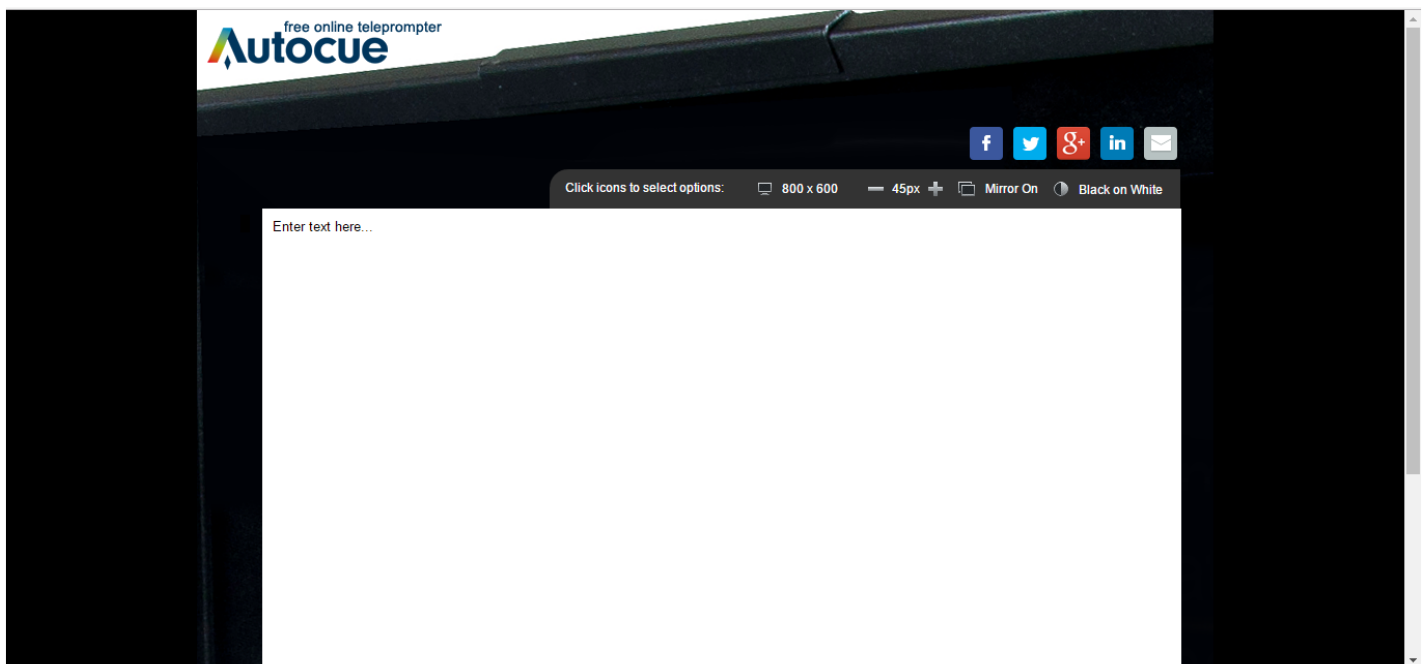 free online teleprompter
Autocue
Click icons to select options: 800 x 600 45px Mirror On Black on White
Enter text here...